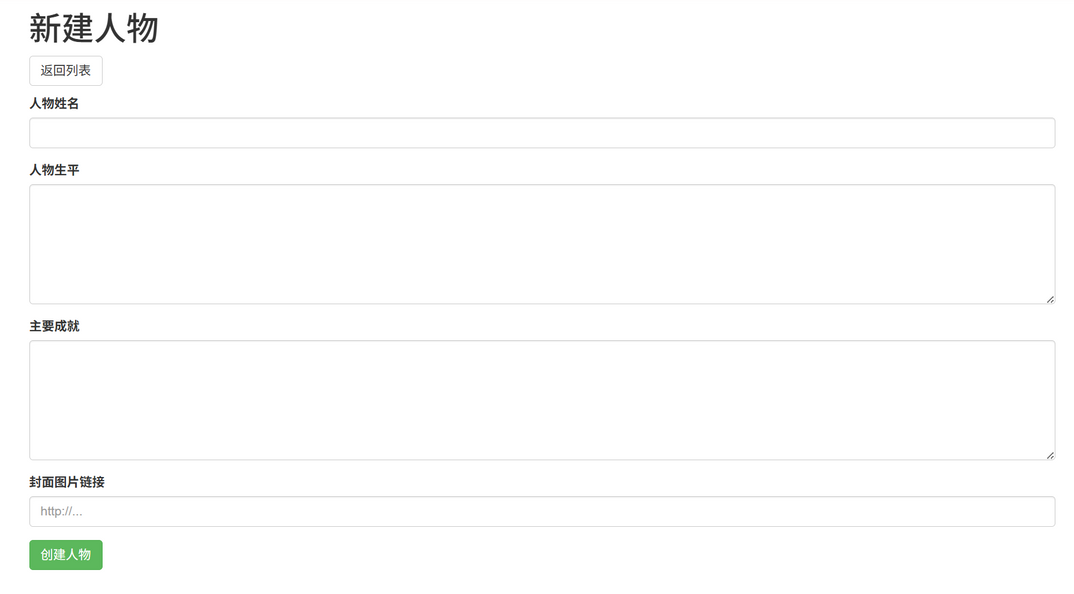 新建人物
返回列表
人物姓名
人物生平
主要成就
封面图片链接
http://...
创建人物